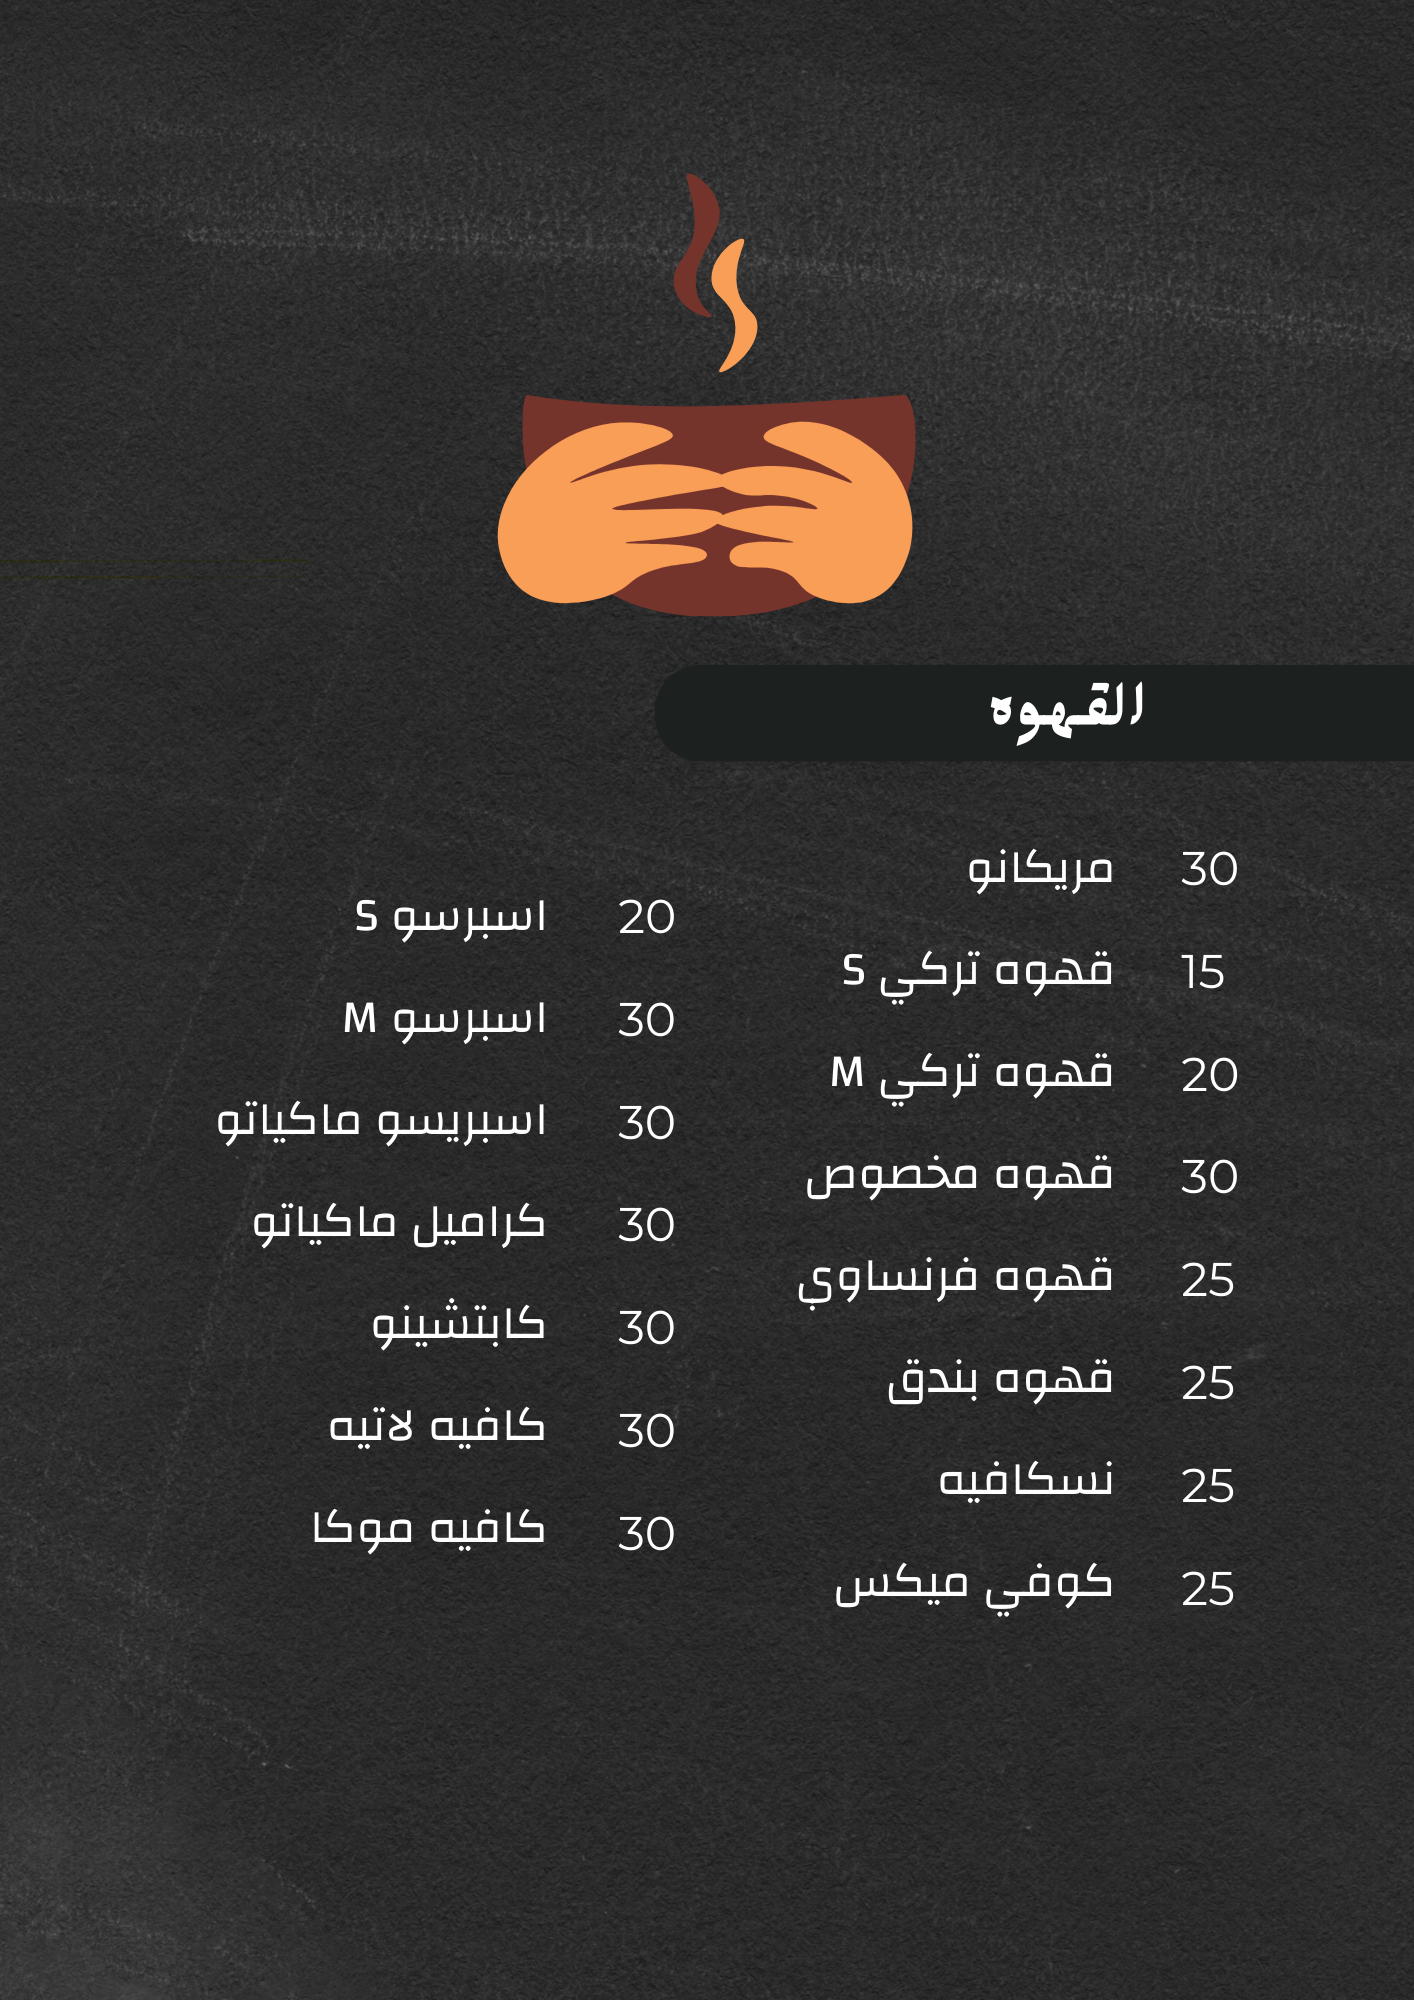 القهوه
30 مريكانو
15 قهوه تركي S
20 قهوه تركي M
30 قهوه مخصوص
25 قهوه فرنساوي
25 قهوه بندق
25 نسكافيه
25 كوفي ميكس
20 اسبرسو S
30 اسبرسو M
30 اسبريسو ماكياتو
30 كراميل ماكياتو
30 كابتشينو
30 كافيه لاتيه
30 كافيه موكا